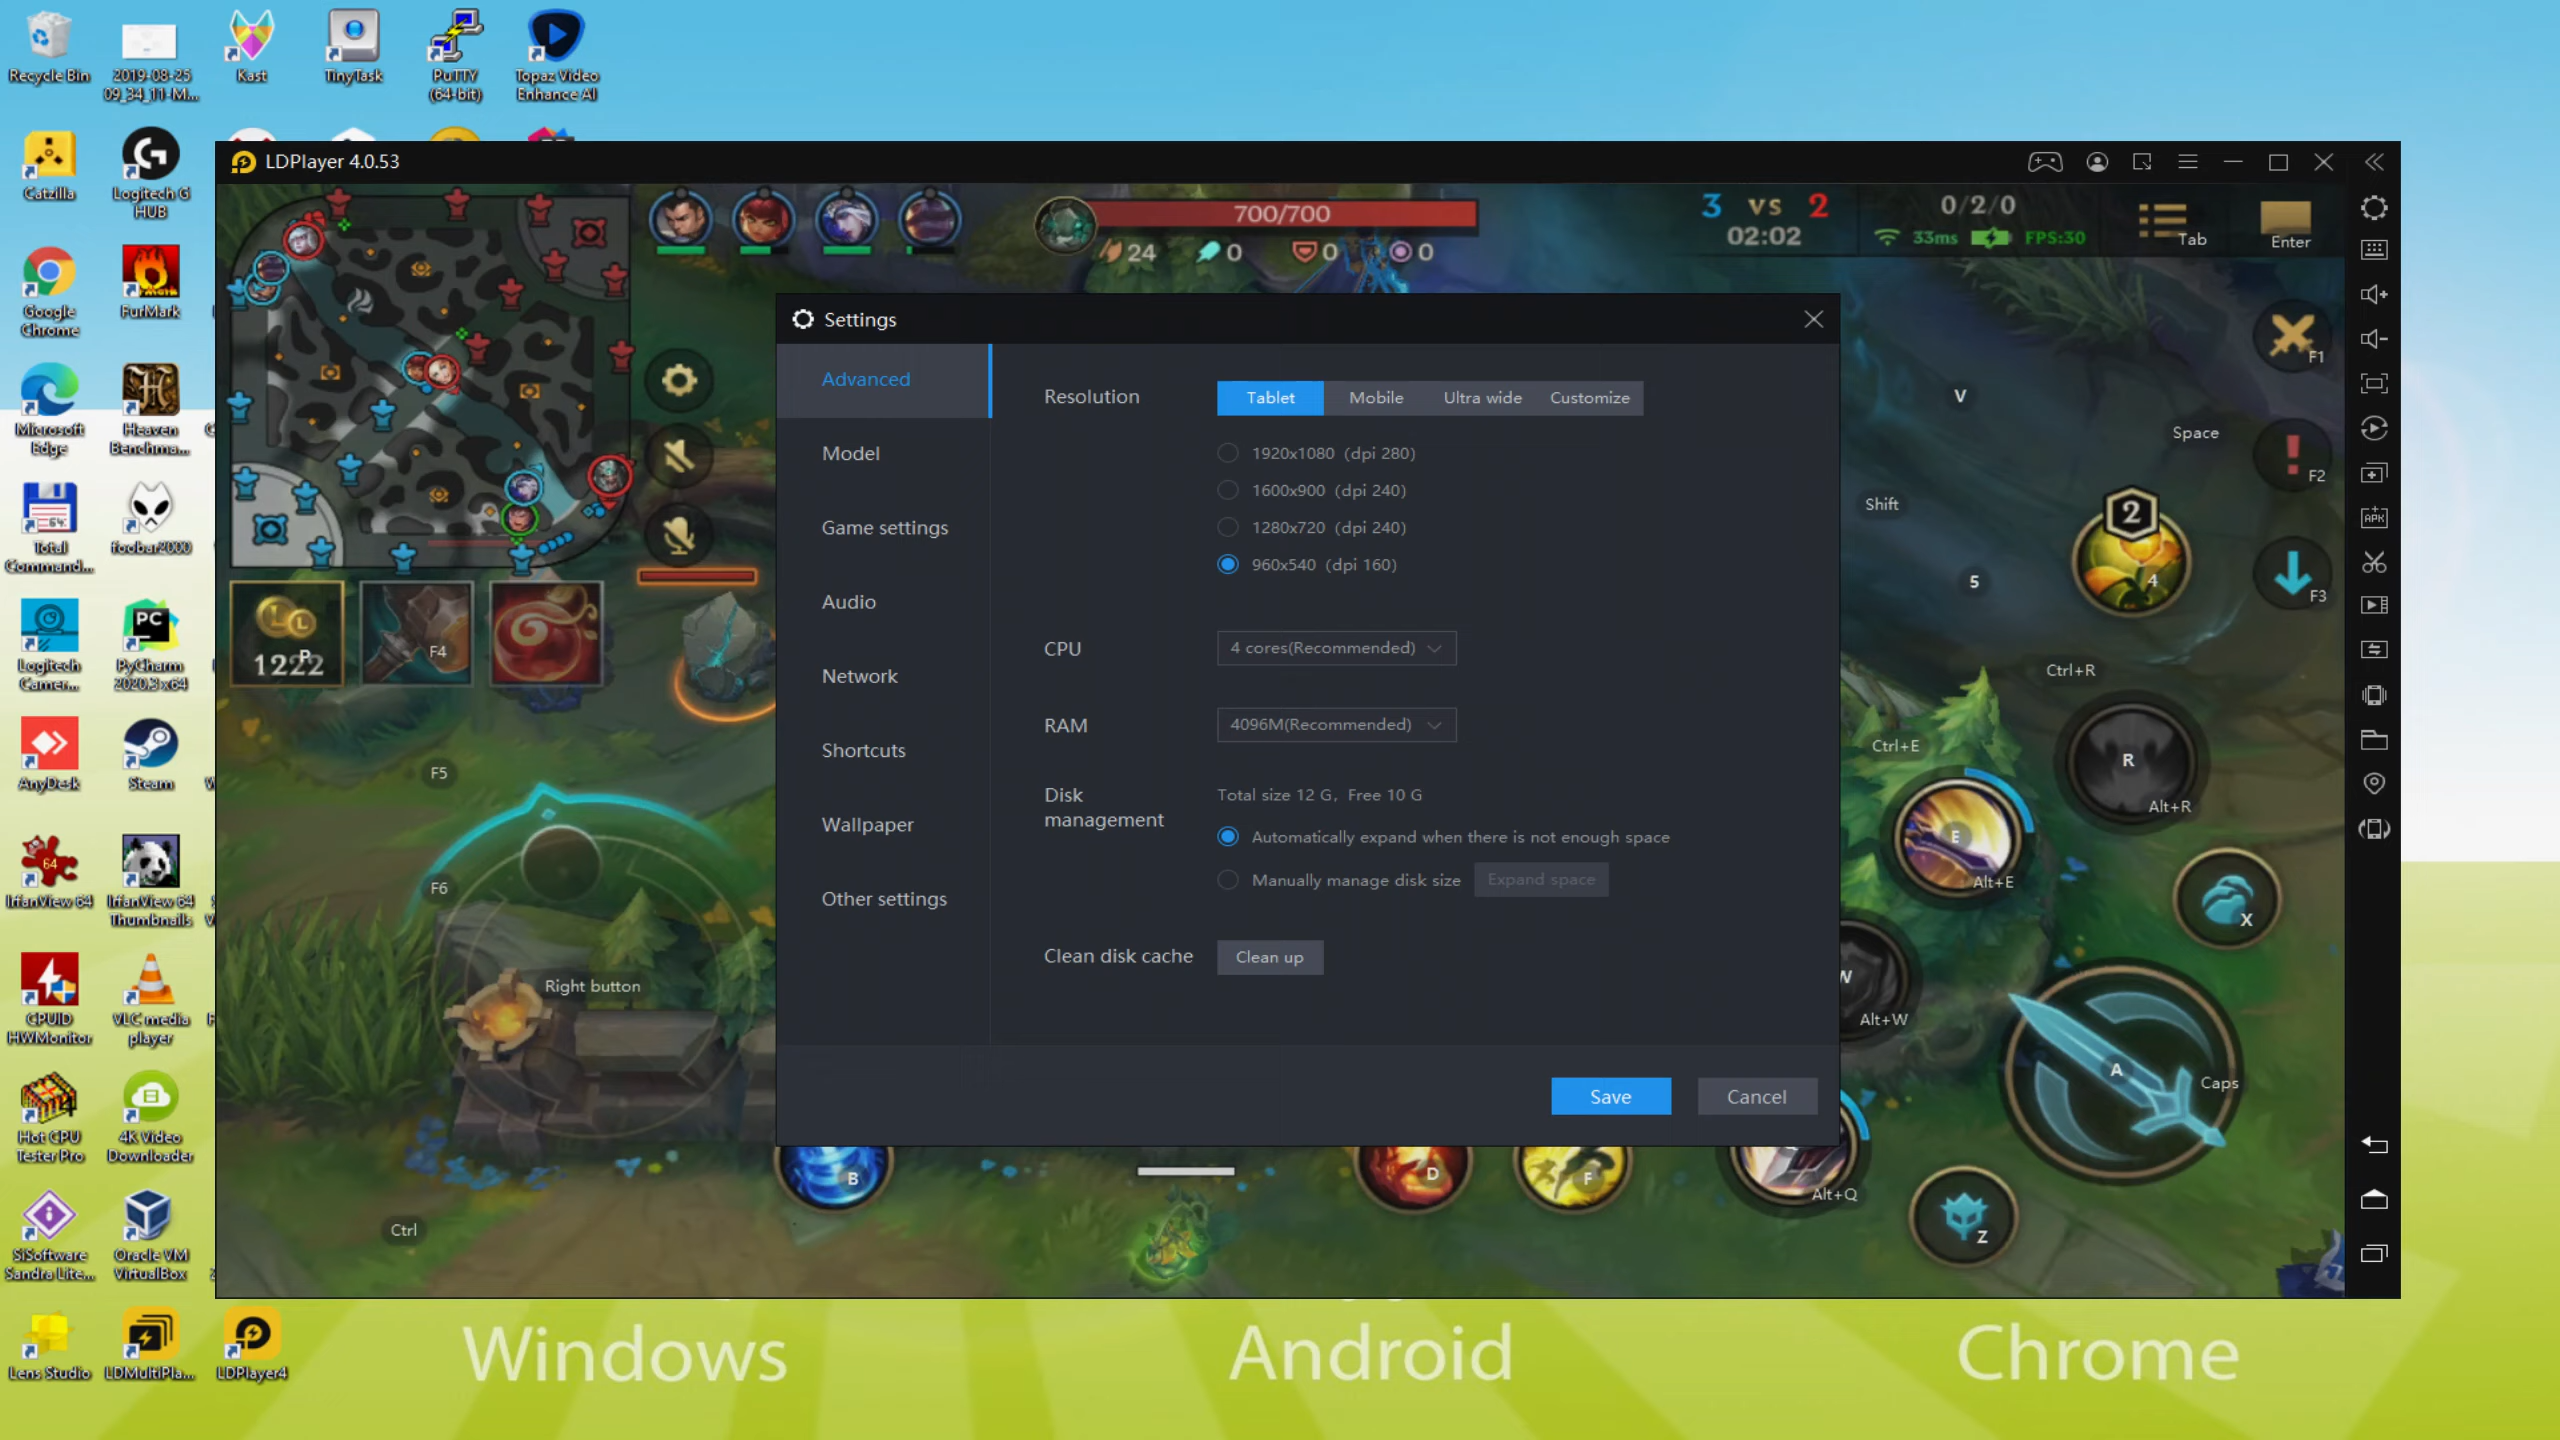 Recycle Bin
2019-08-25
09_34_11-M...
Kast
TinyTask
PuTTY
(64-bit)
Topaz Video
Enhance AI
Catzilla
Logitech G
HUB
Google
Chrome
FurMark
Microsoft
Edge
Heaven
Benchma...
Total
Command...
foobar2000
Logitech
Camer...
PyCharm
2020.3 x64
AnyDesk
Steam
IrfanView 64
IrfanView 64
Thumbnails
CPUID
HWMonitor
VLC media
player
Hot CPU
Tester Pro
4K Video
Downloader
SiSoftware
Sandra Lite...
Oracle VM
VirtualBox
Lens Studio
LDMultiPla...
LDPlayer4
LDPlayer 4.0.53
700/700
24
0
0
0
3 vs 2
02:02
0/2/0
33ms
FPS:30
Tab
Enter
F1
F2
F3
V
Space
Shift
2
4
5
Ctrl+R
Ctrl+E
R
Alt+R
E
Alt+E
X
W
Alt+W
A
Caps
Alt+Q
Z
B
D
F
1222
P
F4
F5
F6
Right button
Ctrl
APK
Settings
Advanced
Model
Game settings
Audio
Network
Shortcuts
Wallpaper
Other settings
Resolution
Tablet
Mobile
Ultra wide
Customize
1920x1080 (dpi 280)
1600x900 (dpi 240)
1280x720 (dpi 240)
960x540 (dpi 160)
CPU
4 cores(Recommended)
RAM
4096M(Recommended)
Disk
management
Total size 12 G, Free 10 G
Automatically expand when there is not enough space
Manually manage disk size
Expand space
Clean disk cache
Clean up
Save
Cancel
Windows
Android
Chrome